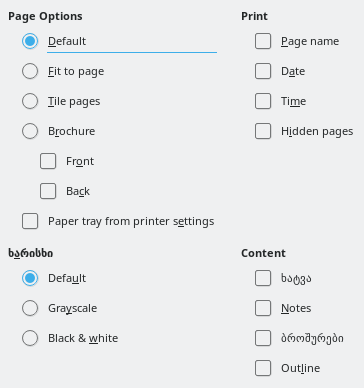 Page Options
Default
Fit to page
Tile pages
Brochure
Front
Back
Paper tray from printer settings
Print
Page name
Date
Time
Hidden pages
ხარისხი
Default
Grayscale
Black & white
Content
ხატვა
Notes
ბროშურები
Outline